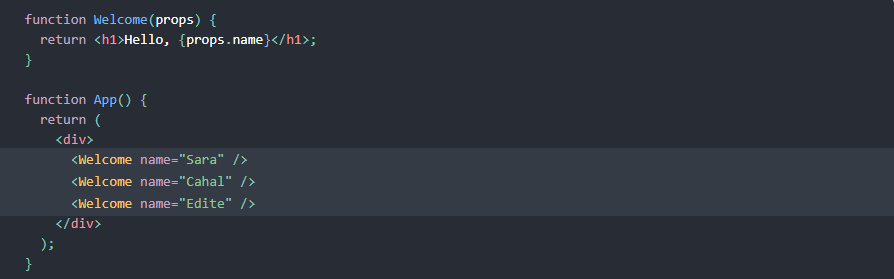 function Welcome(props) {
  return <h1>Hello, {props.name}</h1>;
}

function App() {
  return (
    <div>
      <Welcome name="Sara" />
      <Welcome name="Cahal" />
      <Welcome name="Edite" />
    </div>
  );
}